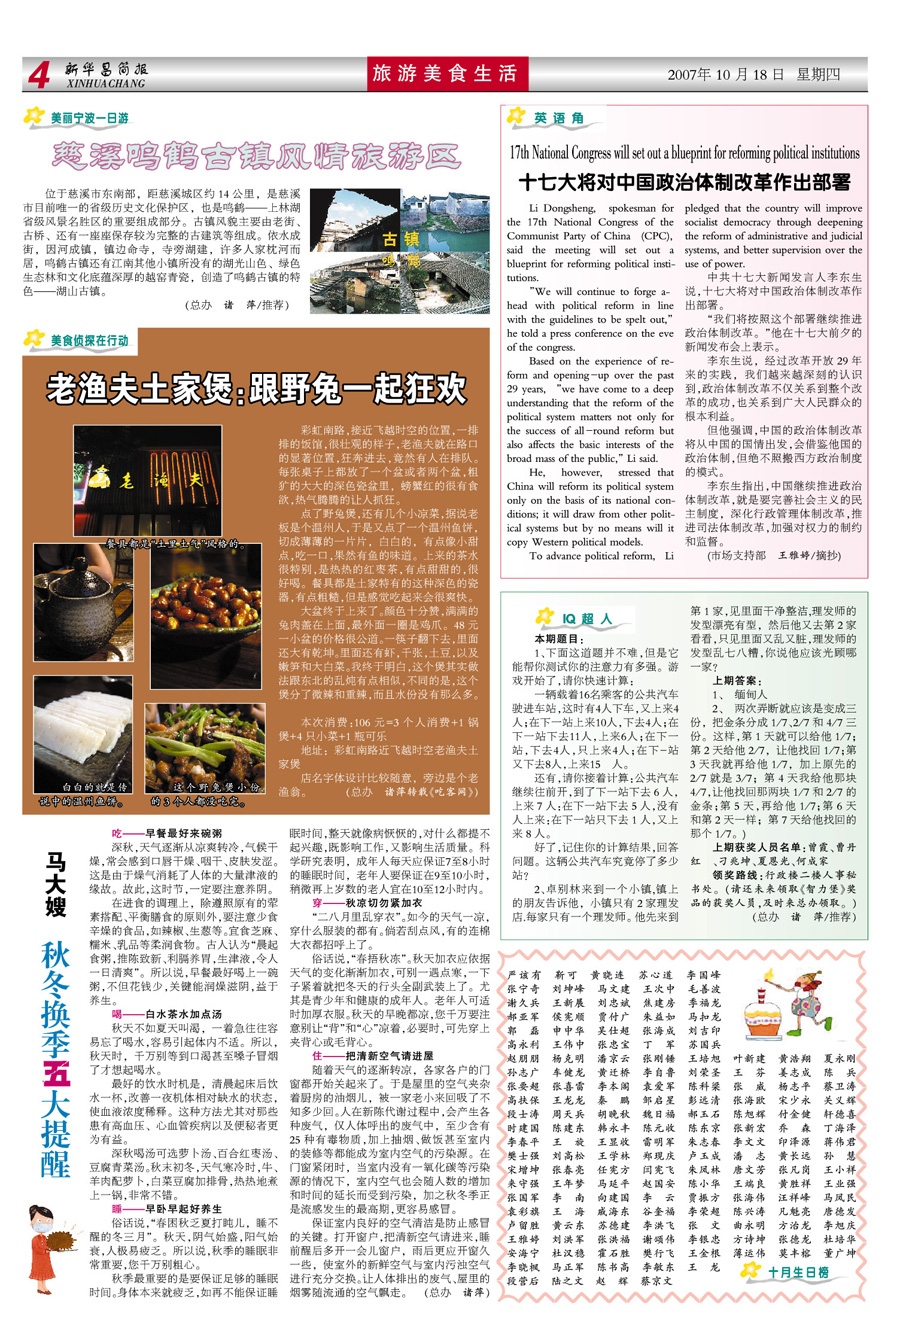 4
新华昌简报
XINHUACHANG
旅游美食生活
2007年10月18日 星期四
美丽宁波一日游
慈溪鸣鹤古镇风情旅游区
位于慈溪市东南部，距慈溪城区约14公里，是慈溪
市目前唯一的省级历史文化保护区，也是鸣鹤——上林湖
省级风景名胜区的重要组成部分。古镇风貌主要由老街、
古桥、还有一座座保存较为完整的古建筑等组成。依水成
街，因河成镇，镇边俞寺，寺旁湖建，许多人家枕河而
居，鸣鹤古镇还有江南其他小镇所没有的湖光山色、绿色
生态林和文化底蕴深厚的越窑青瓷，创造了鸣鹤古镇的特
色——湖山古镇。
(总办 诸 萍/推荐)
古镇
鸣鹤
美食侦探在行动
老渔夫土家煲：跟野兔一起狂欢
老渔夫
餐具都是“土里土气”风格的。
白白的就是传
说中的温州鱼饼。
这个野兔煲小份
的3个人都没吃完。
彩虹南路，接近飞越时空的位置，一排
排的饭馆，很壮观的样子，老渔夫就在路口
的显著位置，狂奔进去，竟然有人在排队。
每张桌子上都放了一个盆或者两个盆，粗
犷的大大的深色瓷盆里，螃蟹红的很有食
欲，热气腾腾的让人抓狂。
点了野兔煲，还有几个小凉菜，据说老
板是个温州人，于是又点了一个温州鱼饼，
切成薄薄的一片片，白白的，有点像小甜
点，吃一口，果然有鱼的味道。上来的茶水
很特别，是热热的红枣茶，有点甜甜的，很
好喝。餐具都是土家特有的这种深色的瓷
器，有点粗糙，但是感觉吃起来会很爽快。
大盆终于上来了。颜色十分赞，满满的
兔肉盖在上面，最外面一圈是鸡爪。48元
一小盆的价格很公道。一筷子翻下去，里面
还大有乾坤。里面还有虾，干张，土豆，以及
嫩笋和大白菜。我终于明白，这个煲其实做
法跟东北的乱炖有点相似，不同的是，这个
煲分了微辣和重辣，而且水份没有那么多。
本次消费：106元=3个人消费+1锅
煲+4只小菜+1瓶可乐
地址：彩虹南路近飞越时空老渔夫土
家煲
店名字体设计比较随意，旁边是个老
渔翁。 (总办 诸萍转载《吃客网》)
英语角
17th National Congress will set out a blueprint for reforming political institutions
十七大将对中国政治体制改革作出部署
Li Dongsheng, spokesman for
the 17th National Congress of the
Communist Party of China (CPC),
said the meeting will set out a
blueprint for reforming political insti-
tutions.
"We will continue to forge a-
head with political reform in line
with the guidelines to be spelt out,"
he told a press conference on the eve
of the congress.
Based on the experience of re-
form and opening-up over the past
29 years, "we have come to a deep
understanding that the reform of the
political system matters not only for
the success of all-round reform but
also affects the basic interests of the
broad mass of the public," Li said.
He, however, stressed that
China will reform its political system
only on the basis of its national con-
ditions; it will draw from other polit-
ical systems but by no means will it
copy Western political models.
To advance political reform, Li
pledged that the country will improve
socialist democracy through deepening
the reform of administrative and judicial
systems, and better supervision over the
use of power.
中共十七大新闻发言人李东生
说，十七大将对中国政治体制改革作
出部署。
“我们将按照这个部署继续推进
政治体制改革。”他在十七大前夕的
新闻发布会上表示。
李东生说，经过改革开放29年
来的实践，我们越来越深刻的认识
到，政治体制改革不仅关系到整个改
革的成功，也关系到广大人民群众的
根本利益。
但他强调，中国的政治体制改革
将从中国的国情出发，会借鉴他国的
政治体制，但绝不照搬西方政治制度
的模式。
李东生指出，中国继续推进政治
体制改革，就是要完善社会主义的民
主制度，深化行政管理体制改革，推
进司法体制改革，加强对权力的制约
和监督。
(市场支持部 王雅婷/摘抄)
IQ超人
本期题目：
1、下面这道题并不难，但是它
能帮你测试你的注意力有多强。游
戏开始了，请你快速计算：
一辆载着16名乘客的公共汽车
驶进车站，这时有4人下车，又上来4
人；在下一站上来10人，下去4人；在
下一站下去11人，上来6人；在下一
站，下去4人，只上来4人；在下一站
又下去8人，上来15 人。
还有，请你接着计算：公共汽车
继续往前开，到了下一站下去6人，
上来7人；在下一站下去5人，没有
人上来；在下一站只下去1人，又上
来8人。
好了，记住你的计算结果，回答
问题。这辆公共汽车究竟停了多少
站？
2、卓别林来到一个小镇，镇上
的朋友告诉他，小镇只有2家理发
店，每家只有一个理发师。他先来到
第1家，见里面干净整洁，理发师的
发型漂亮有型，然后他又去第2家
看看，只见里面又乱又脏，理发师的
发型乱七八糟，你说他应该光顾哪
一家？
上期答案：
1、 缅甸人
2、 两次弄断就应该是变成三
份，把金条分成1/7、2/7和4/7三
份。这样，第1天就可以给他1/7；
第2天给他2/7，让他找回1/7；第
3天我就再给他1/7，加上原先的
2/7就是3/7；第4天我给他那块
4/7，让他找回那两块1/7和2/7的
金条；第5天，再给他1/7；第6天
和第2天一样；第7天给他找回的
那个1/7。)
上期获奖人员名单：曾霞、曹丹
红、刁兆坤、夏恩光、何成家
领奖路线：行政楼二楼人事秘
书处。(请还未来领取《智力堡》奖
品的获奖人员，及时来总办领取。)
(总办 诸 萍/推荐)
马大嫂 秋冬换季五大提醒
吃——早餐最好来碗粥
深秋，天气逐渐从凉爽转冷，气候干
燥，常会感到口唇干燥、咽干、皮肤发涩。
这是由于燥气消耗了人体的大量津液的
缘故。故此，这时节，一定要注意养阴。
在进食的调理上，除遵照原有的荤
素搭配、平衡膳食的原则外，要注意少食
辛燥的食品，如辣椒、生葱等。宜食芝麻、
糯米、乳品等柔润食物。古人认为“晨起
食粥，推陈致新、利膈养胃，生津液，令人
一日清爽”。所以说，早餐最好喝上一碗
粥，不但花钱少，关键能润燥滋阴，益于
养生。
喝——白水茶水加点汤
秋天不如夏天叫渴，一着急往往容
易忘了喝水，容易引起体内不适。所以，
秋天时，千万别等到口渴甚至嗓子冒烟
了才想起喝水。
最好的饮水时机是，清晨起床后饮
水一杯，改善一夜机体相对缺水的状态，
使血液浓度稀释。这种方法尤其对那些
患有高血压、心血管疾病以及便秘者更
为有益。
深秋喝汤可选萝卜汤、百合红枣汤、
豆腐青菜汤。秋末初冬，天气寒冷时，牛、
羊肉配萝卜，白菜豆腐加排骨，热热地煮
上一锅，非常不错。
睡——早卧早起好养生
俗话说，“春困秋乏夏打盹儿，睡不
醒的冬三月”。秋天，阴气始盛，阳气始
衰，人极易疲乏。所以说，秋季的睡眠非
常重要，您千万别粗心。
秋季最重要的是要保证足够的睡眠
时间。身体本来就疲乏，如再不能保证睡
眠时间，整天就像病恹恹的，对什么都提不
起兴趣，既影响工作，又影响生活质量。科
学研究表明，成年人每天应保证7至8小时
的睡眠时间，老年人要保证在9至10小时，
稍微再上岁数的老人宜在10至12小时内。
穿——秋凉切勿紧加衣
“二八月里乱穿衣”。如今的天气一凉，
穿什么服装的都有。倘若刮点风，有的连棉
大衣都招呼上了。
俗话说，“春捂秋冻”。秋天加衣应依据
天气的变化渐渐加衣，可别一遇点寒，一下
子紧着就把冬天的行头全副武装上了。尤
其是青少年和健康的成年人。老年人可适
时加厚衣服。秋天的早晚都凉，您千万要注
意别让“背”和“心”凉着，必要时，可先穿上
夹背心或毛背心。
住——把清新空气请进屋
随着天气的逐渐转凉，各家各户的门
窗都开始关起来了。于是屋里的空气夹杂
着厨房的油烟儿，被一家老小来回吸了不
知多少回。人在新陈代谢过程中，会产生各
种废气，仅人体呼出的废气中，至少含有
25种有毒物质，加上抽烟、做饭甚至室内
的装修等都能成为室内空气的污染源。在
门窗紧闭时，当室内没有一氧化碳等污染
源的情况下，室内空气也会随人数的增加
和时间的延长而受到污染，加之秋冬季正
是流感发生的最高期，更容易感冒。
保证室内良好的空气清洁是防止感冒
的关键。打开窗户，把清新空气请进来，睡
前醒后多开一会儿窗户，雨后更应开窗久
一些，使室外的新鲜空气与室内污浊空气
进行充分交换。让人体排出的废气、屋里的
烟雾随流通的空气飘走。 (总办 诸萍)
严该有 靳可 黄晓进 苏心道 李国峰
张宁奇 刘坤峰 马文建 王次中 毛善波
谢久兵 王新展 刘忠斌 焦建房 李福龙
郝亚军 侯宪顺 贾付广 朱益如 马扣龙
郭 磊 申中华 吴仕超 张海成 刘吉印
高永利 王伟中 张忠宝 丁 军 苏国兵
赵朋朋 杨克明 潘京云 张刚锤 王培旭 叶新建 黄浩翔 夏永刚
孙志广 车健龙 黄迁桥 李自鲁 刘荣圣 王 芬 姜志成 陈 兵
张要超 张喜雷 李本阁 袁爱军 陈科梁 张 威 杨志平 蔡卫涛
高扶保 王龙龙 秦 鹏 邹启星 彭远清 张海欧 宋少永 关义辉
段士涛 周天兵 胡晚秋 魏日福 郝玉石 陈旭辉 付金健 轩德喜
时建国 陈建东 韩永丰 陈元收 陈东京 张新宏 乔 森 丁海泽
李春平 王 旋 王显收 雷明军 朱志春 李文文 印泽源 蒋伟君
樊士强 刘高松 王学林 郑现庆 卢玉成 潘 志 黄长远 孙 慧
宋增坤 张春亮 任宪方 闫宪飞 朱凤林 唐文芳 张凡岗 王小祥
来守强 王年梦 马延平 赵国安 陈小华 王端良 黄胜祥 王业强
张国军 李 南 向建国 李 云 贾振方 张海伟 汪祥峰 马凤民
袁彩旗 王 海 威海东 谷奎福 李荣超 陈兴涛 凡魁亮 唐德友
卢留胜 黄云东 苏德建 李洪飞 张 文 曲永明 方治龙 李旭庆
王雅婷 刘洪军 张洪福 谢颂伟 李银忠 方诗坤 张德龙 杜培华
安海宁 杜汉穗 霍石胜 樊行飞 王金根 薄运伟 莫丰榕 董广坤
李晓枫 马正军 陈书高 李敏东 王 龙
段营后 陆之文 赵 辉 蔡京文
十月生日榜